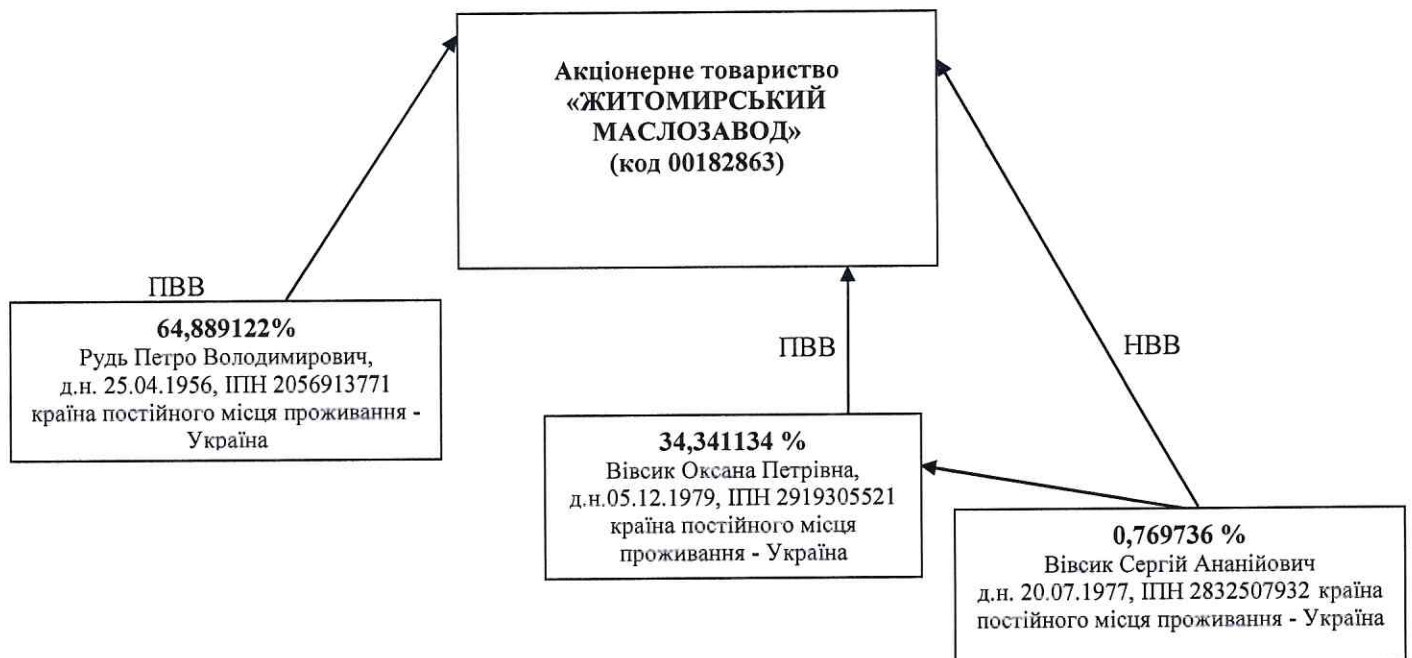 Акціонерне товариство
«ЖИТОМИРСЬКИЙ
МАСЛОЗАВОД»
(код 00182863)
ПВВ
64,889122%
Рудь Петро Володимирович,
д.н. 25.04.1956, ІПН 2056913771
країна постійного місця проживання -
Україна
ПВВ
НВВ
34,341134 %
Вівсик Оксана Петрівна,
д.н.05.12.1979, ІПН 2919305521
країна постійного місця
проживання - Україна
0,769736 %
Вівсик Сергій Ананійович
д.н. 20.07.1977, ІПН 2832507932 країна
постійного місця проживання - Україна